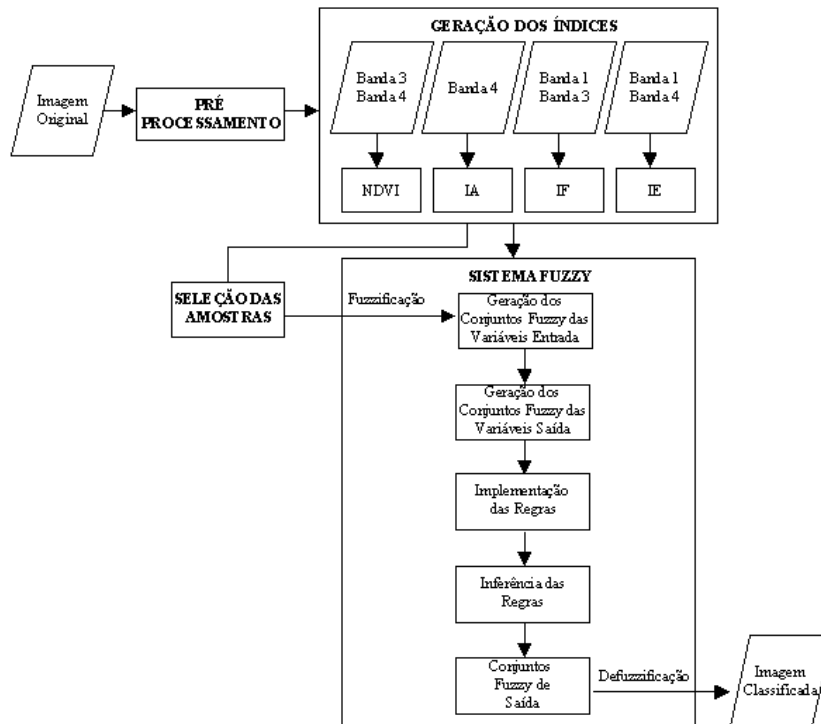 GERAÇÃO DOS ÍNDICES
Imagem
Original
PRÉ
PROCESSAMENTO
Banda 3
Banda 4
Banda 4
Banda 1
Banda 3
Banda 1
Banda 4
NDVI
IA
IF
IE
SELEÇÃO DAS
AMOSTRAS
Fuzzificação
SISTEMA FUZZY
Geração dos
Conjuntos Fuzzy das
Variáveis Entrada
Geração dos
Conjuntos Fuzzy das
Variáveis Saída
Implementação
das Regras
Inferência das
Regras
Conjuntos
Fuzzy de
Saída
Defuzzificação
Imagem
Classificada